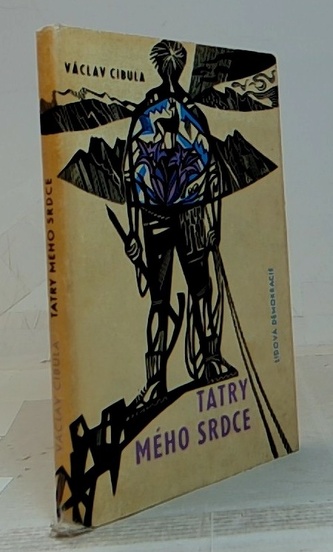 VÁCLAV CIBULA
TATRY
MÉHO SRDCE
LIDOVÁ DEMOKRACIE
VÁCLAV CIBULA TATRY MÉHO SRDCE